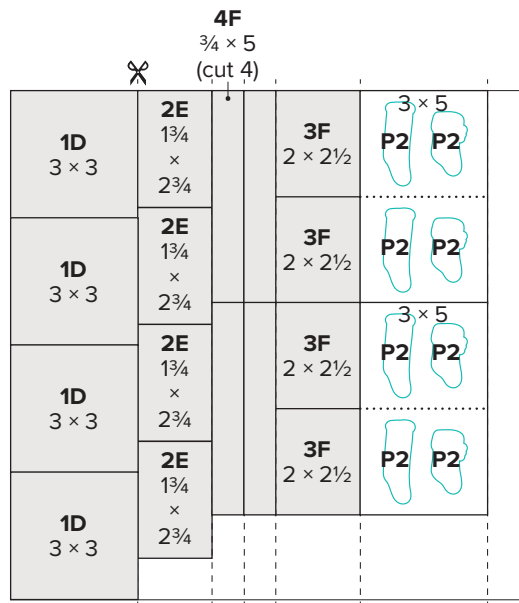 4F
¾ × 5
(cut 4)
1D
3 × 3
1D
3 × 3
1D
3 × 3
1D
3 × 3
2E
1¾
×
2¾
2E
1¾
×
2¾
2E
1¾
×
2¾
2E
1¾
×
2¾
3F
2 × 2½
3F
2 × 2½
3F
2 × 2½
3F
2 × 2½
3 × 5
P2 P2
P2 P2
3 × 5
P2 P2
P2 P2